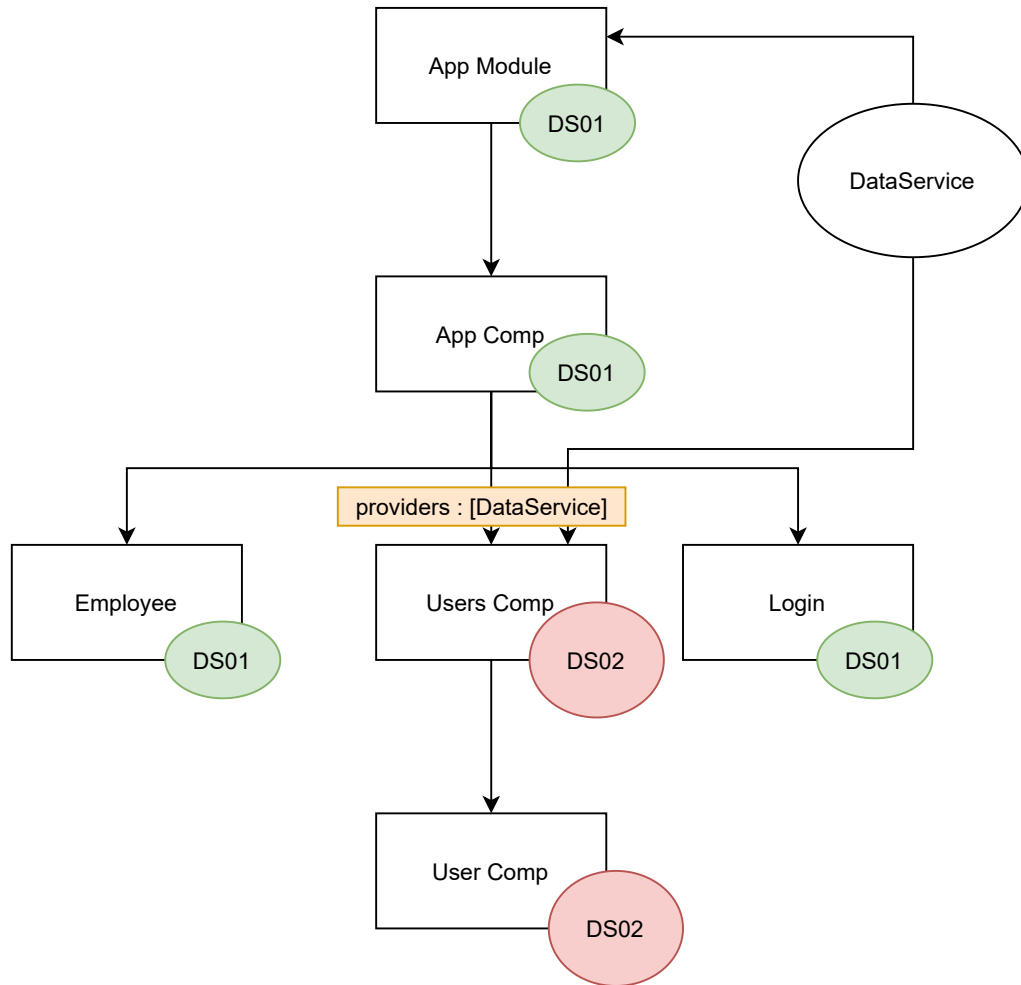 App Module
DS01
DataService
App Comp
DS01
providers : [DataService]
Employee
DS01
Users Comp
DS02
Login
DS01
User Comp
DS02